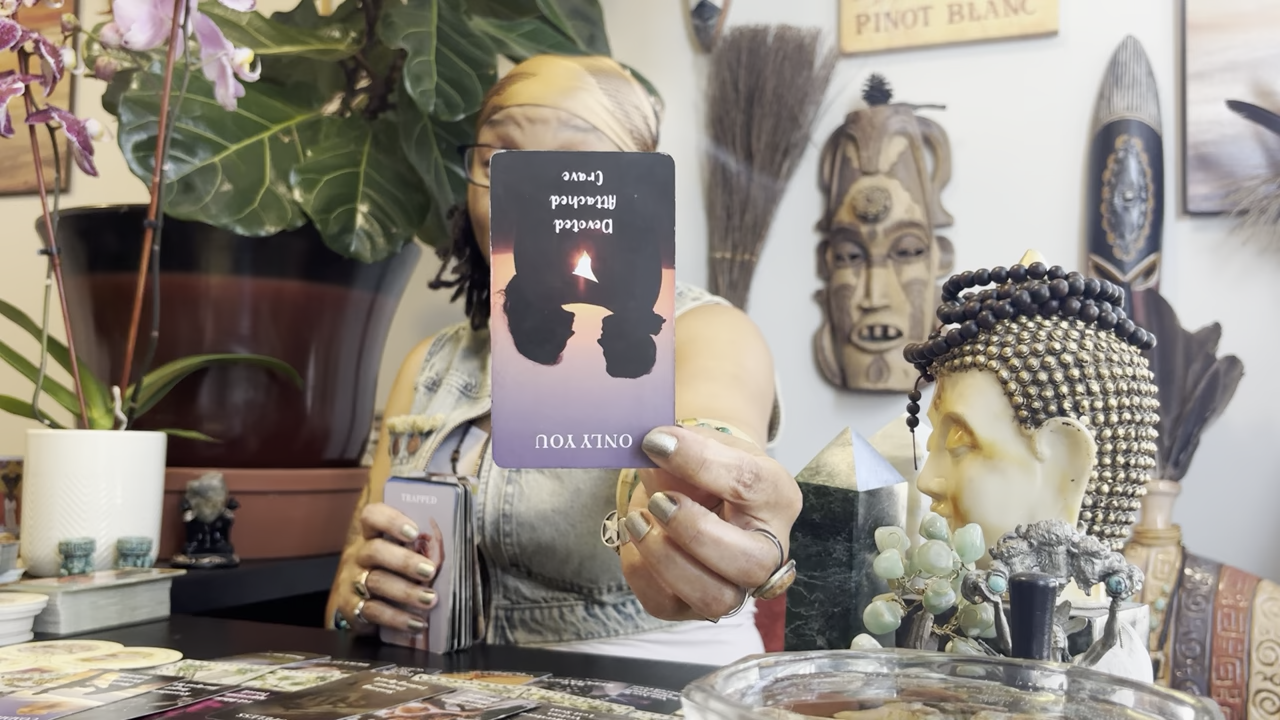 PINOT BLANC
Crave
Attached
Devoted
ONLY YOU
TRAPPED